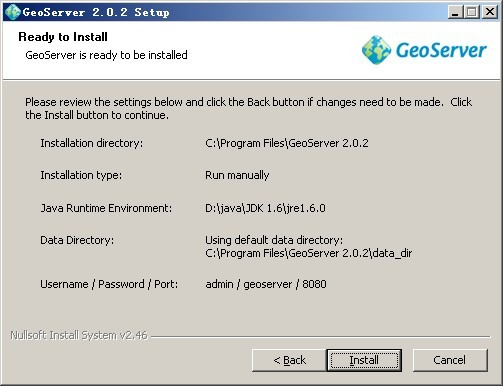 GeoServer 2.0.2 Setup
Ready to Install
GeoServer is ready to be installed
GeoServer
Please review the settings below and click the Back button if changes need to be made. Click
the Install button to continue.
Installation directory: C:\Program Files\GeoServer 2.0.2
Installation type: Run manually
Java Runtime Environment: D:\java\JDK 1.6\jre1.6.0
Data Directory: Using default data directory:
C:\Program Files\GeoServer 2.0.2\data_dir
Username / Password / Port: admin / geoserver / 8080
Nullsoft Install System v2.46
< Back Install Cancel